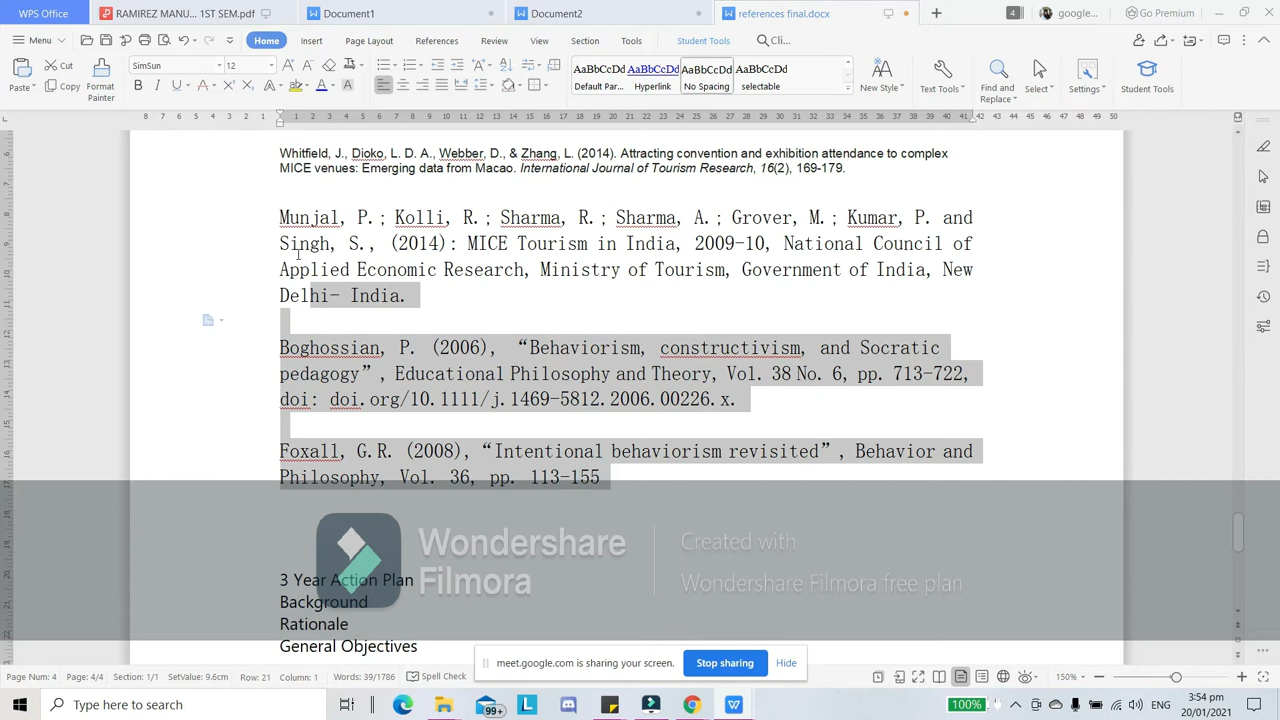 WPS Office
RAMIREZ MANU... 1ST SEM.pdf
Document1
Document2
references final.docx
4
google...
Go Premium
Menu
Home
Insert
Page Layout
References
Review
View
Section
Tools
Student Tools
Cli...
Paste
Cut
Copy
Format Painter
SimSun
12
AaBbCcDd
Default Par...
AaBbCcDd
Hyperlink
AaBbCcDd
No Spacing
AaBbCcDd
selectable
New Style
Text Tools
Find and Replace
Select
Settings
Student Tools
Whitfield, J., Dioko, L. D. A., Webber, D., & Zhang, L. (2014). Attracting convention and exhibition attendance to complex
MICE venues: Emerging data from Macao. International Journal of Tourism Research, 16(2), 169-179.
Munjal, P.; Kolli, R.; Sharma, R.; Sharma, A.; Grover, M.; Kumar, P. and
Singh, S., (2014): MICE Tourism in India, 2009-10, National Council of
Applied Economic Research, Ministry of Tourism, Government of India, New
Delhi- India.
Boghossian, P. (2006), “Behaviorism, constructivism, and Socratic
pedagogy”, Educational Philosophy and Theory, Vol. 38 No. 6, pp. 713-722,
doi: doi.org/10.1111/j.1469-5812.2006.00226.x.
Foxall, G.R. (2008), “Intentional behaviorism revisited”, Behavior and
Philosophy, Vol. 36, pp. 113-155
Wondershare Filmora
Created with
Wondershare Filmora free plan
3 Year Action Plan
Background
Rationale
General Objectives
meet.google.com is sharing your screen.
Stop sharing
Hide
Page: 4/4
Section: 1/1
Row: 21
Column: 1
Words: 39/1786
Spell Check
150%
Type here to search
99+
100%
ENG
3:54 pm
20/01/2021